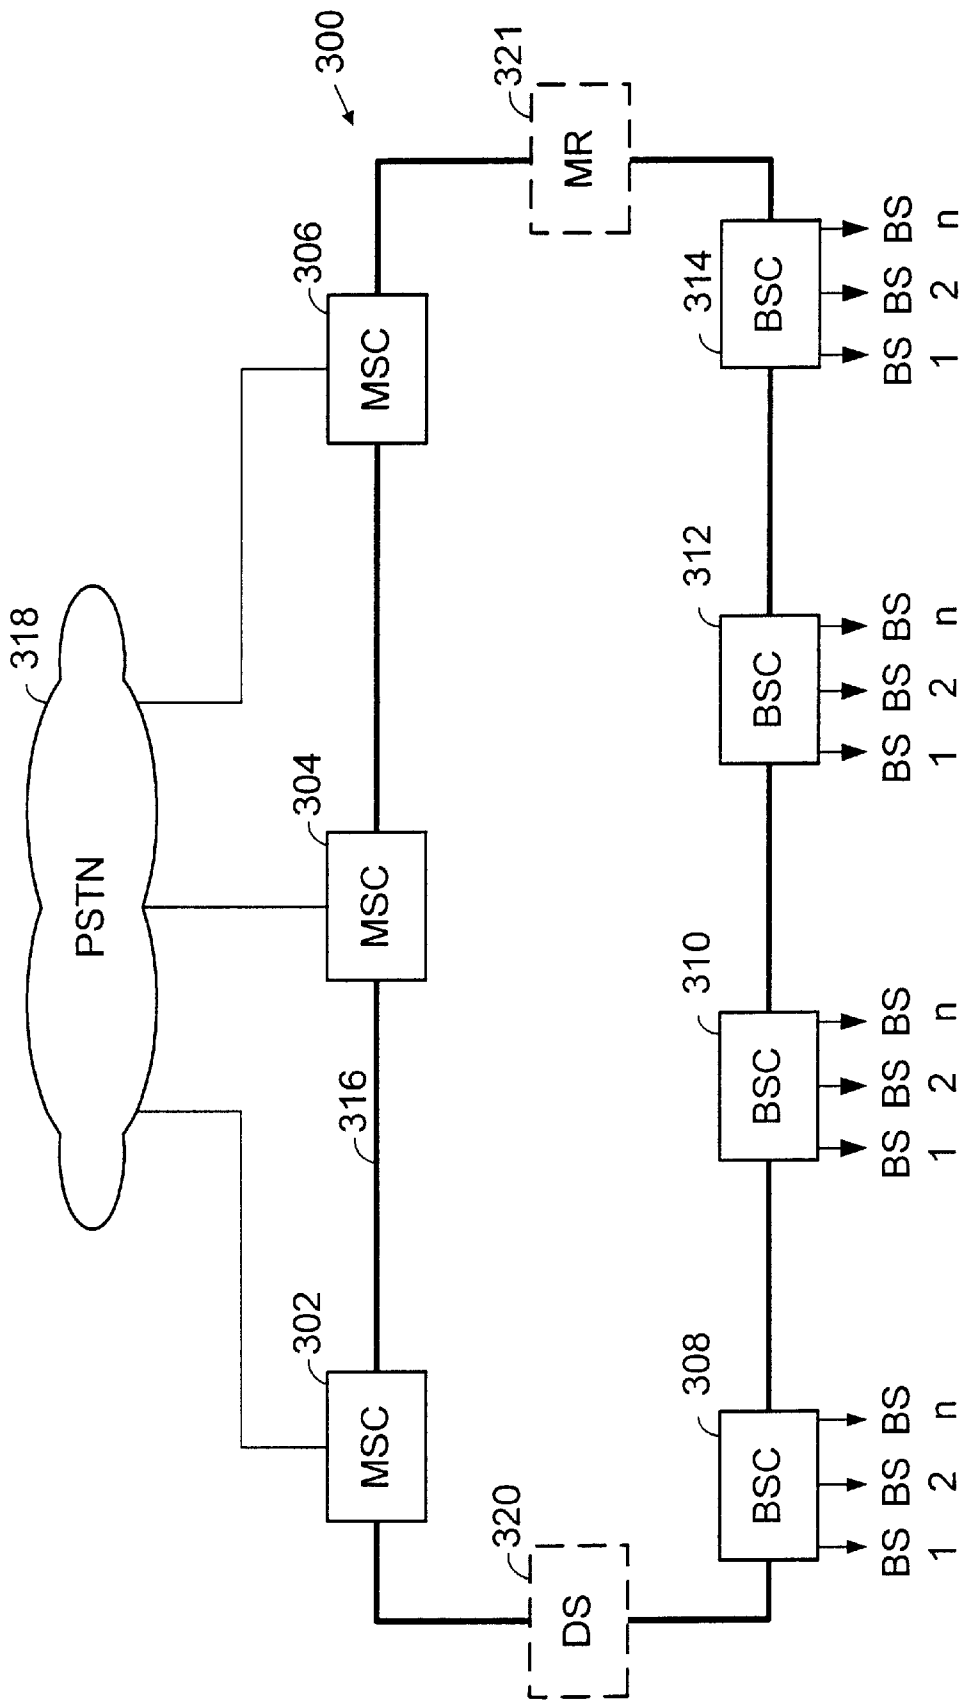 300
318
PSTN
302
MSC
304
MSC
306
MSC
316
320
DS
321
MR
308
BSC
310
BSC
312
BSC
314
BSC
BS BS BS
1 2 n
BS BS BS
1 2 n
BS BS BS
1 2 n
BS BS BS
1 2 n